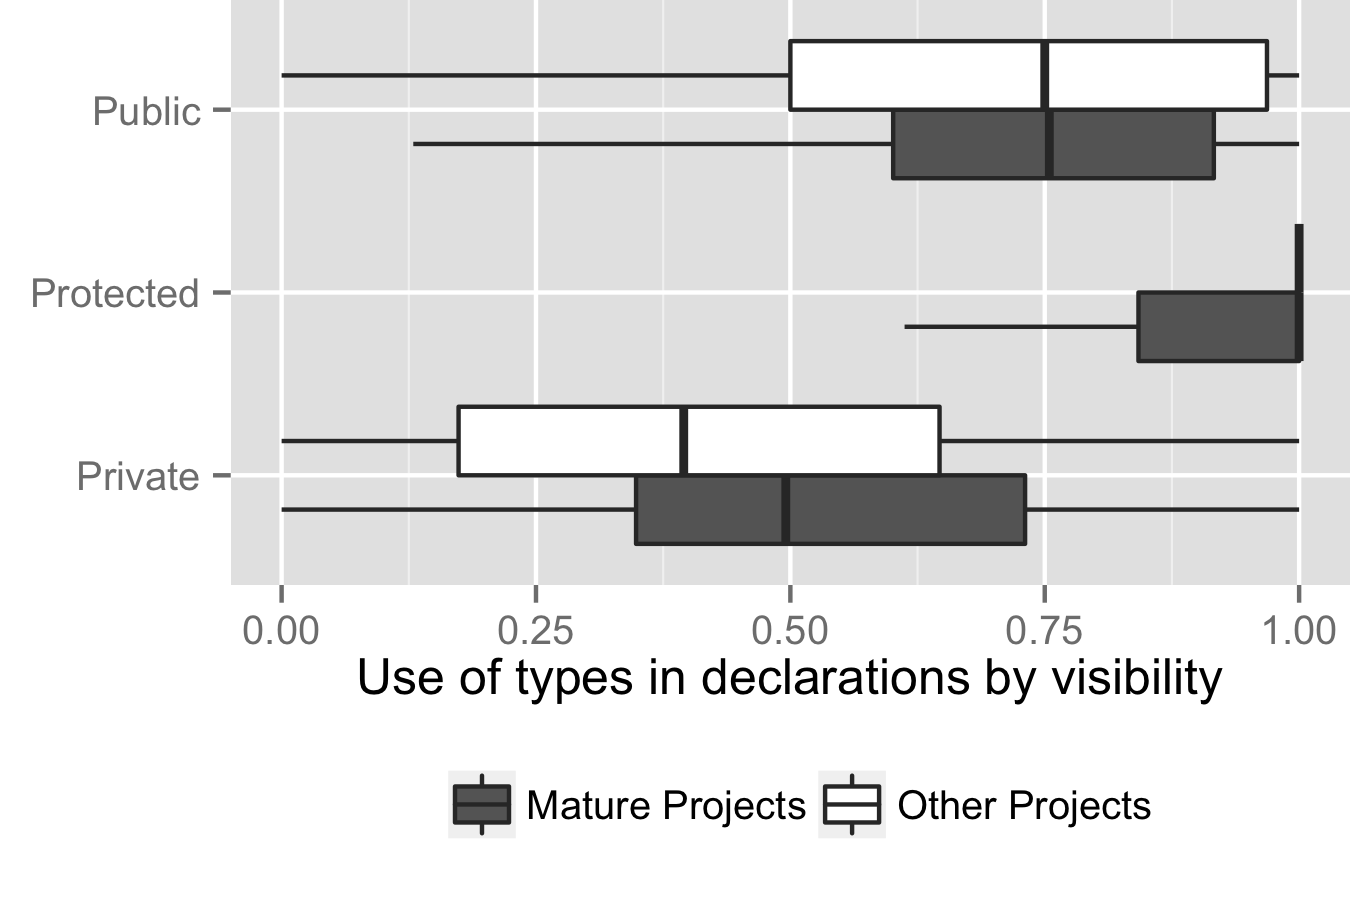 Public
Protected
Private
0.00 0.25 0.50 0.75 1.00
Use of types in declarations by visibility
Mature Projects Other Projects